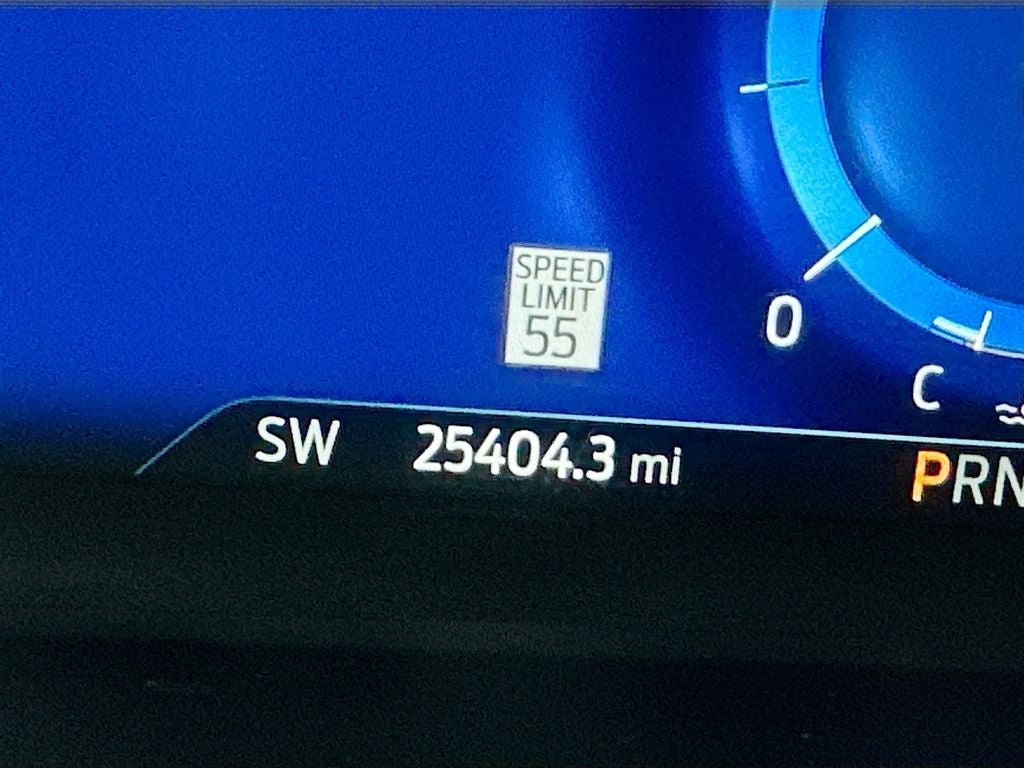 SPEED
LIMIT
55
0
C
SW 25404.3 mi
PRN